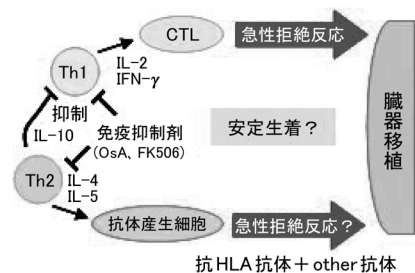 CTL
急性拒絶反応
Th1
IL-2
IFN-γ
抑制
IL-10
免疫抑制剤
(OsA、FK506)
安定生着？
臓器移植
Th2
IL-4
IL-5
抗体産生細胞
急性拒絶反応？
抗HLA抗体＋other抗体